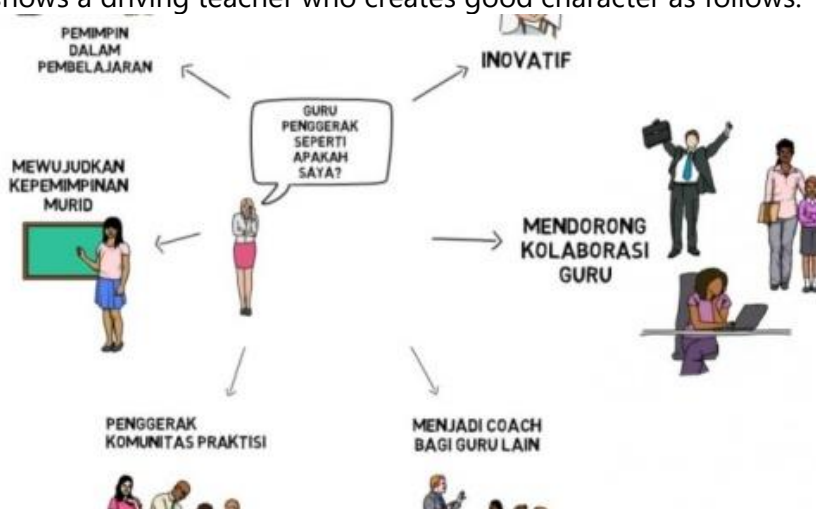 shows a driving teacher who creates good character as follows:
PEMIMPIN
DALAM
PEMBELAJARAN
INOVATIF
GURU
PENGGERAK
SEPERTI
APAKAH
SAYA?
MEWUJUDKAN
KEPEMIMPINAN
MURID
MENDORONG
KOLABORASI
GURU
PENGGERAK
KOMUNITAS PRAKTISI
MENJADI COACH
BAGI GURU LAIN